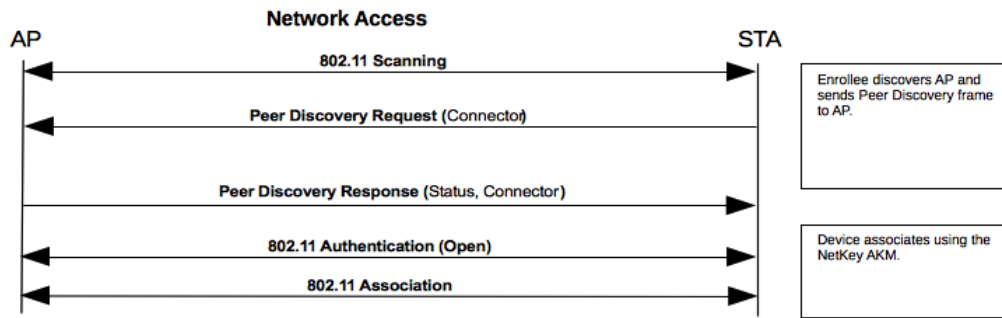 Network Access
AP
STA
802.11 Scanning
Enrollee discovers AP and
sends Peer Discovery frame
to AP.
Peer Discovery Request (Connector)
Peer Discovery Response (Status, Connector)
802.11 Authentication (Open)
Device associates using the
NetKey AKM.
802.11 Association